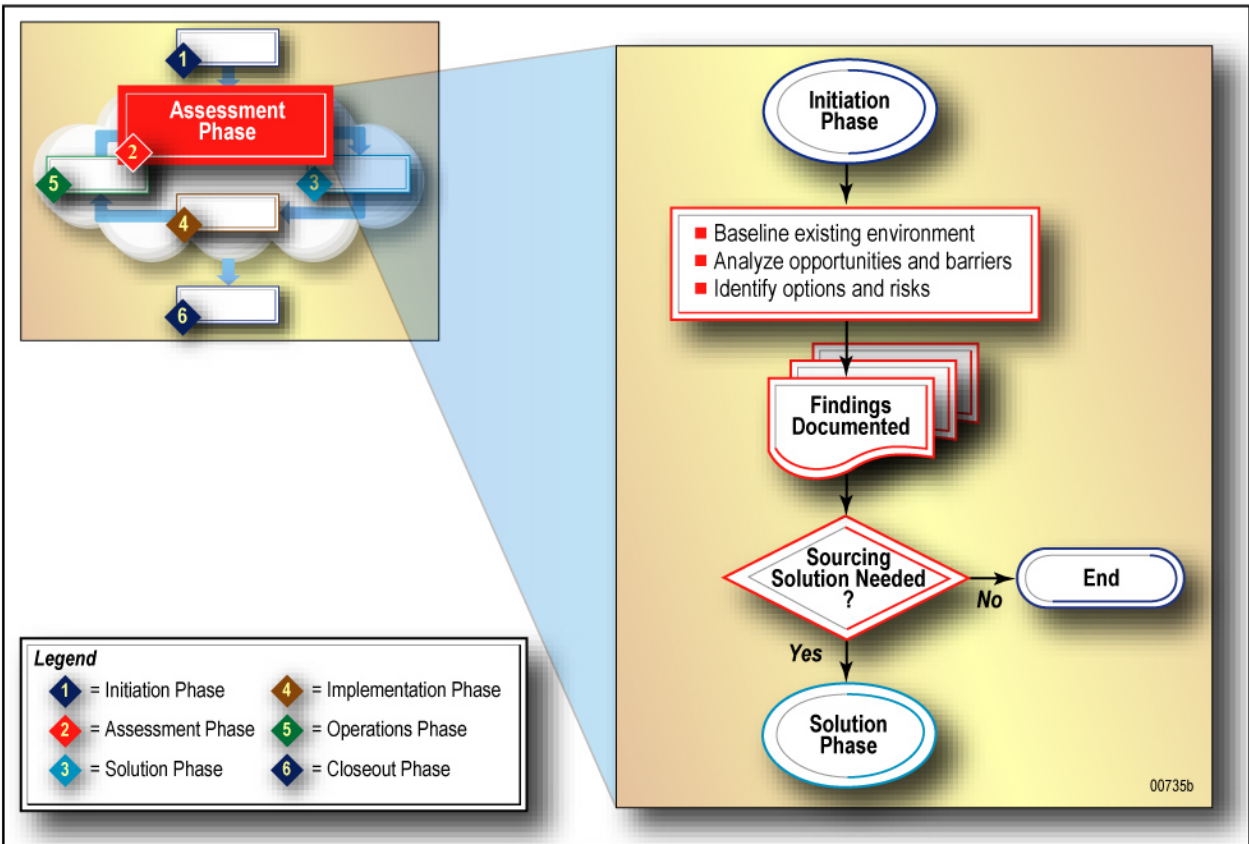 1
Assessment
Phase
2
5
3
4
6
Initiation
Phase
Baseline existing environment
Analyze opportunities and barriers
Identify options and risks
Findings
Documented
Sourcing
Solution Needed
?
No
End
Yes
Solution
Phase
00735b
Legend
1 = Initiation Phase
2 = Assessment Phase
3 = Solution Phase
4 = Implementation Phase
5 = Operations Phase
6 = Closeout Phase